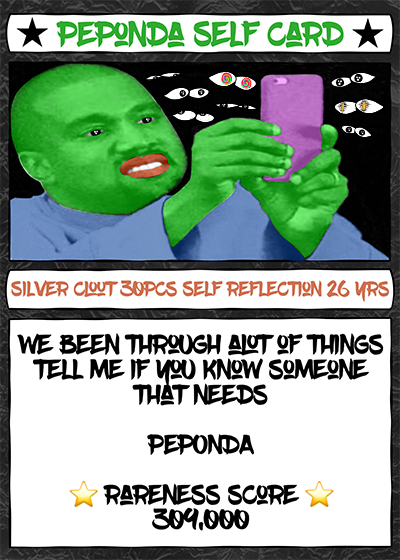 PEPONDA SELF CARD
SILVER CLOUT 30PCS SELF REFLECTION 26 YRS
WE BEEN THROUGH ALOT OF THINGS
TELL ME IF YOU KNOW SOMEONE
THAT NEEDS
PEPONDA
RARENESS SCORE
309,000